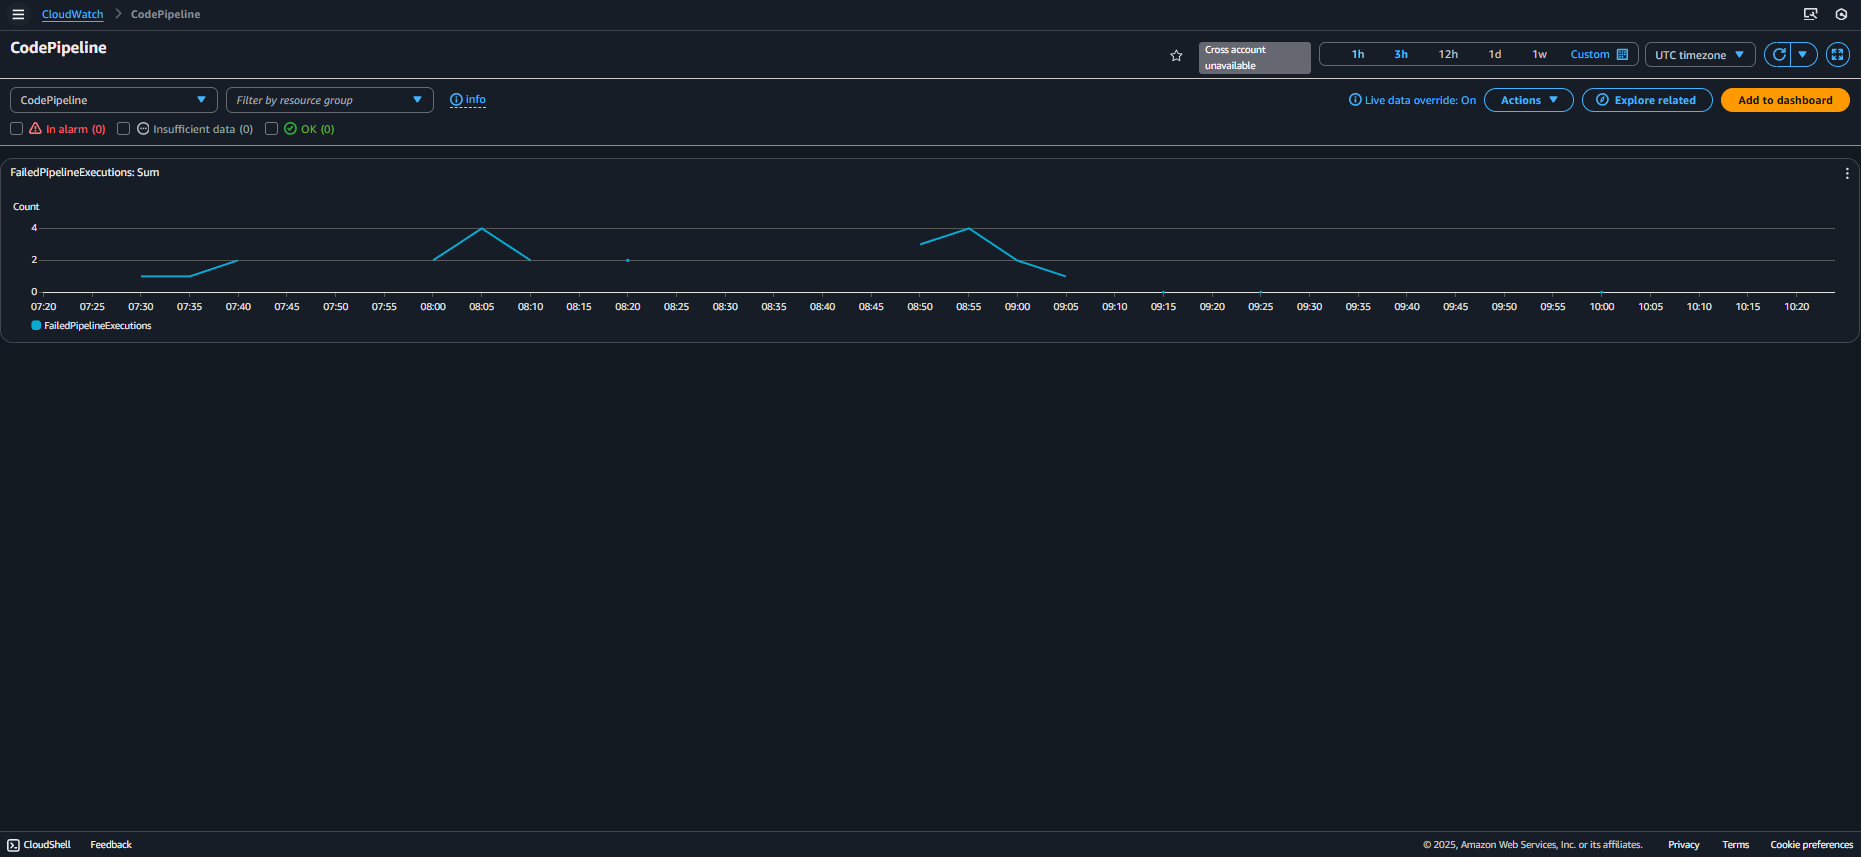 CloudWatch > CodePipeline
CodePipeline
Cross account
unavailable
1h 3h 12h 1d 1w Custom
UTC timezone
CodePipeline
Filter by resource group
info
Live data override: On
Actions
Explore related
Add to dashboard
In alarm (0)
Insufficient data (0)
OK (0)
FailedPipelineExecutions: Sum
Count
4
2
0
07:20 07:25 07:30 07:35 07:40 07:45 07:50 07:55 08:00 08:05 08:10 08:15 08:20 08:25 08:30 08:35 08:40 08:45 08:50 08:55 09:00 09:05 09:10 09:15 09:20 09:25 09:30 09:35 09:40 09:45 09:50 09:55 10:00 10:05 10:10 10:15 10:20
FailedPipelineExecutions
CloudShell Feedback
© 2025, Amazon Web Services, Inc. or its affiliates. Privacy Terms Cookie preferences